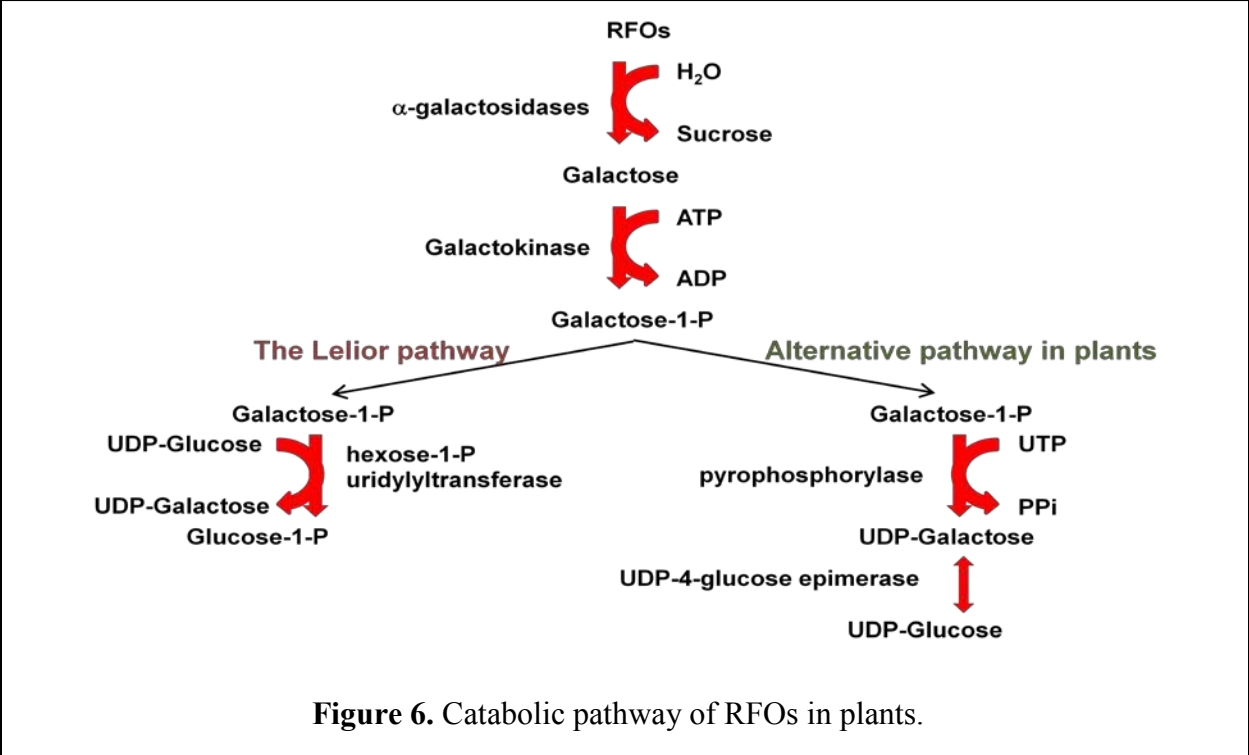 RFOs
H₂O
α-galactosidases
Sucrose
Galactose
ATP
Galactokinase
ADP
Galactose-1-P
The Lelior pathway
Alternative pathway in plants
Galactose-1-P
UDP-Glucose
hexose-1-P
uridylyltransferase
UDP-Galactose
Glucose-1-P
Galactose-1-P
UTP
pyrophosphorylase
PPi
UDP-Galactose
UDP-4-glucose epimerase
UDP-Glucose
Figure 6. Catabolic pathway of RFOs in plants.